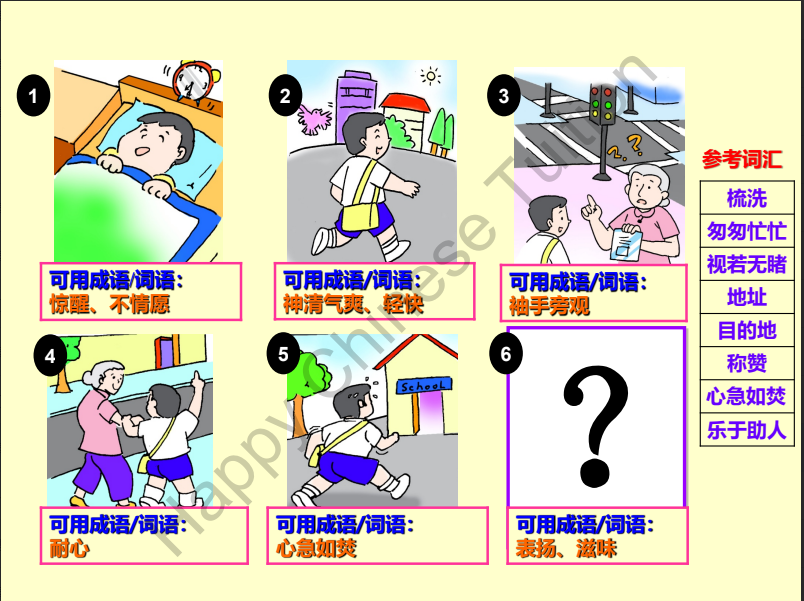 1
2
3
参考词汇
梳洗
匆匆忙忙
视若无睹
地址
目的地
称赞
心急如焚
乐于助人
? ?
可用成语/词语：
惊醒、不情愿
可用成语/词语：
神清气爽、轻快
可用成语/词语：
袖手旁观
4
5
6
School
?
可用成语/词语：
耐心
可用成语/词语：
心急如焚
可用成语/词语：
表扬、滋味
Happy Chinese Tuition